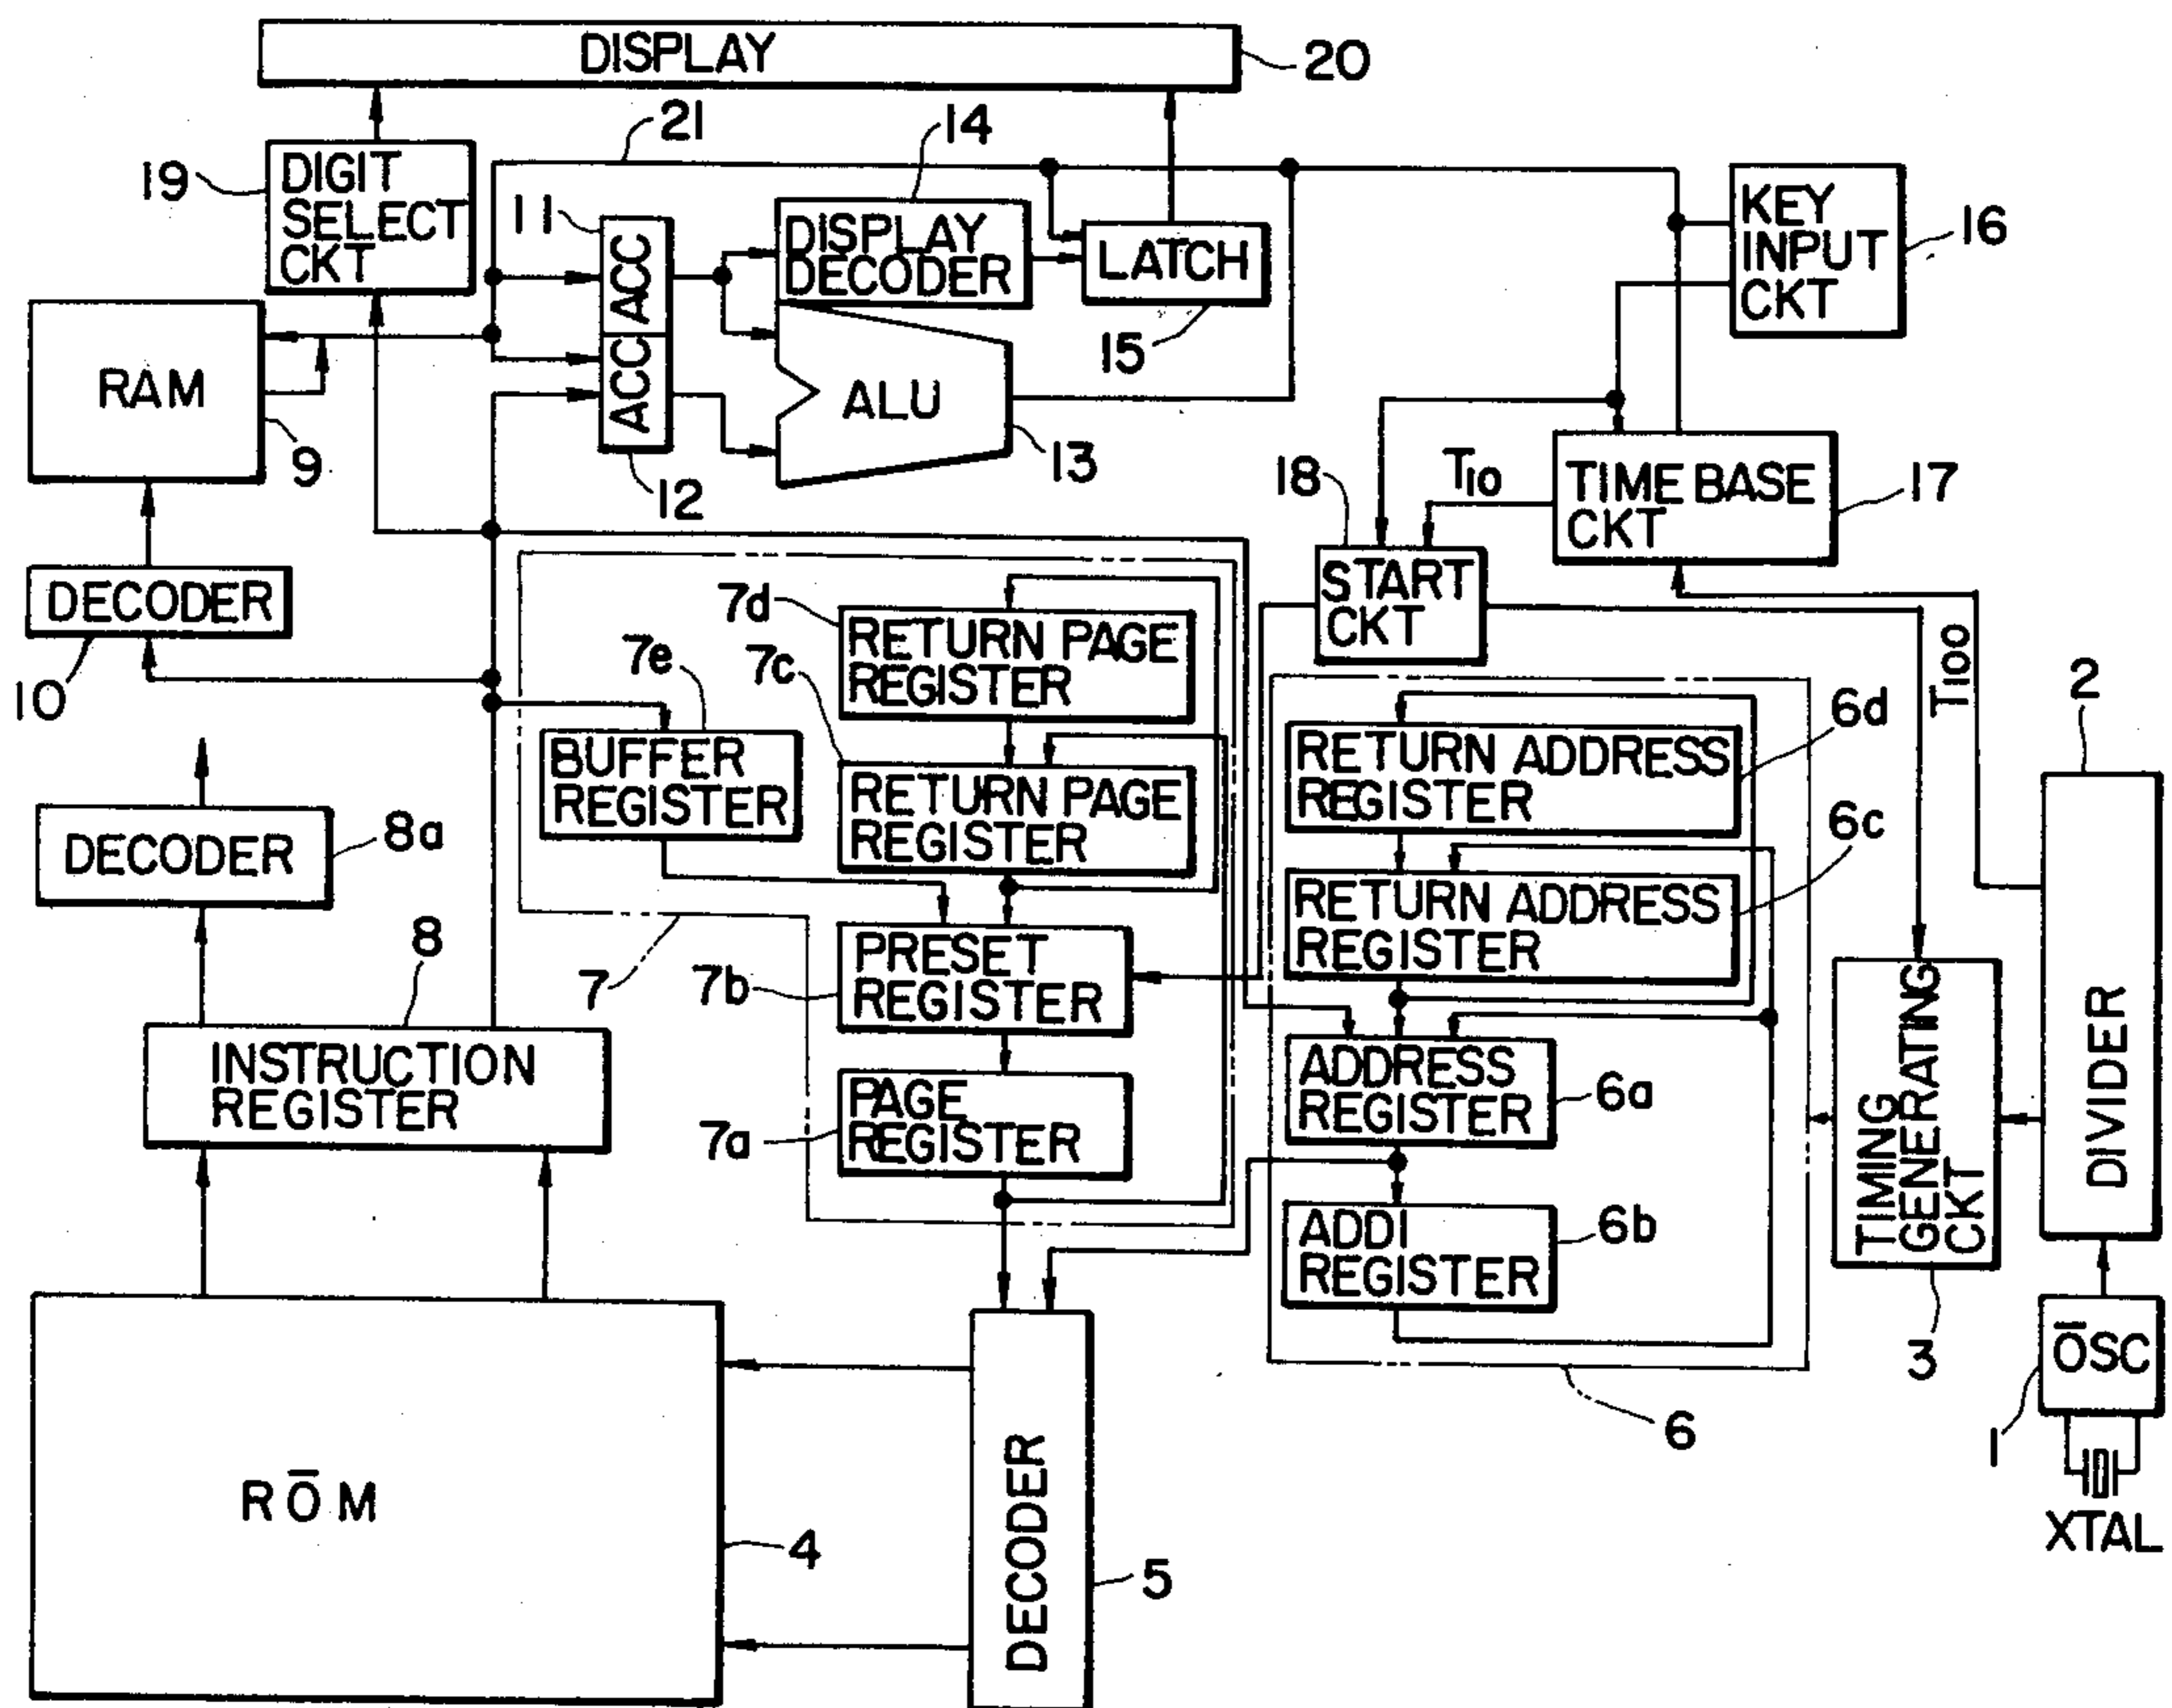 DISPLAY
20
21
14
19
DIGIT
SELECT
CKT
11
ACC
DISPLAY
DECODER
LATCH
15
KEY
INPUT
CKT
16
RAM
9
ACC
12
ALU
13
18
T10
TIME BASE
CKT
17
DECODER
10
START
CKT
T100
7d
RETURN PAGE
REGISTER
7e
7c
BUFFER
REGISTER
RETURN PAGE
REGISTER
6d
RETURN ADDRESS
REGISTER
6c
RETURN ADDRESS
REGISTER
2
DIVIDER
DECODER
8a
8
7
7b
PRESET
REGISTER
INSTRUCTION
REGISTER
7a
PAGE
REGISTER
ADDRESS
REGISTER
6a
ADD1
REGISTER
6b
TIMING
GENERATING
CKT
3
6
ŌSC
1
XTAL
RŌM
4
DECODER
5